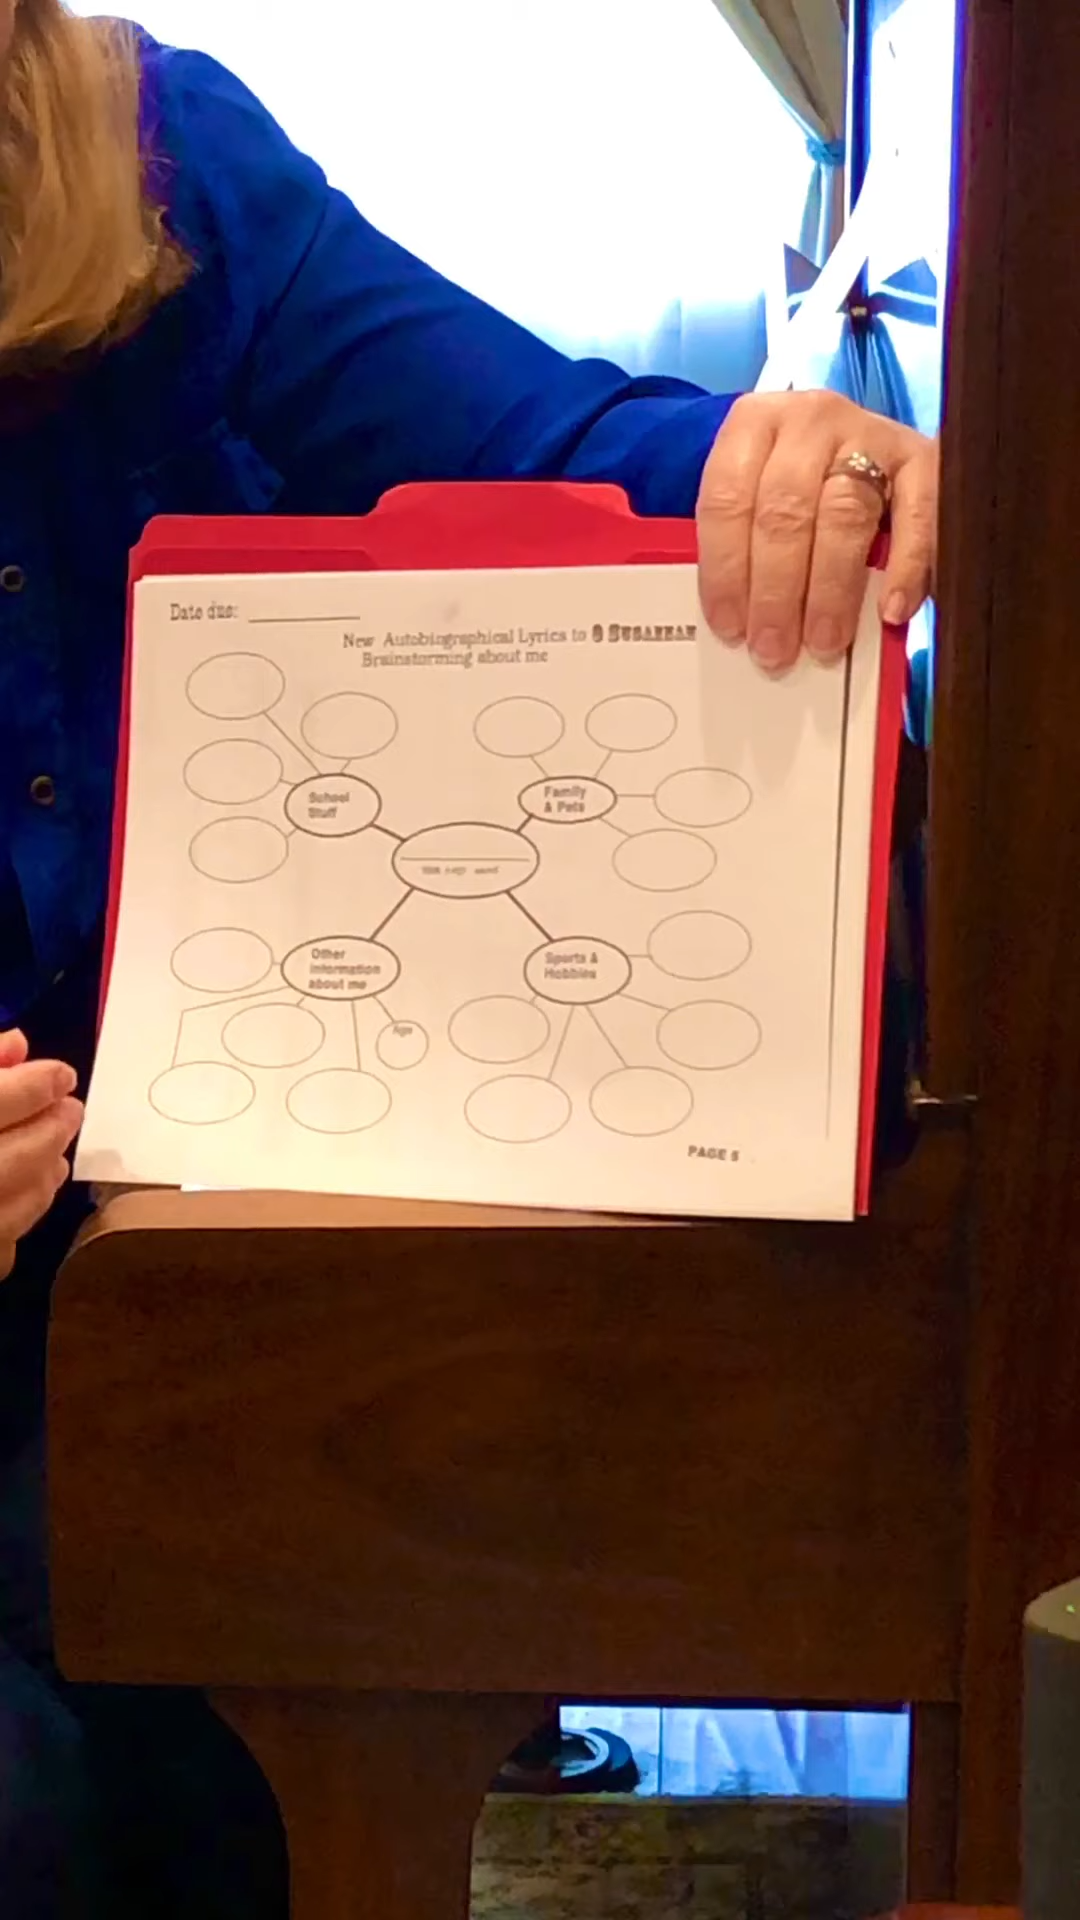 Date due:
New Autobiographical Lyrics to O SUSANNAH
Brainstorming about me
School
Stuff
Family
& Pets
Other
information
about me
Sports &
Hobbies
Age
PAGE 5